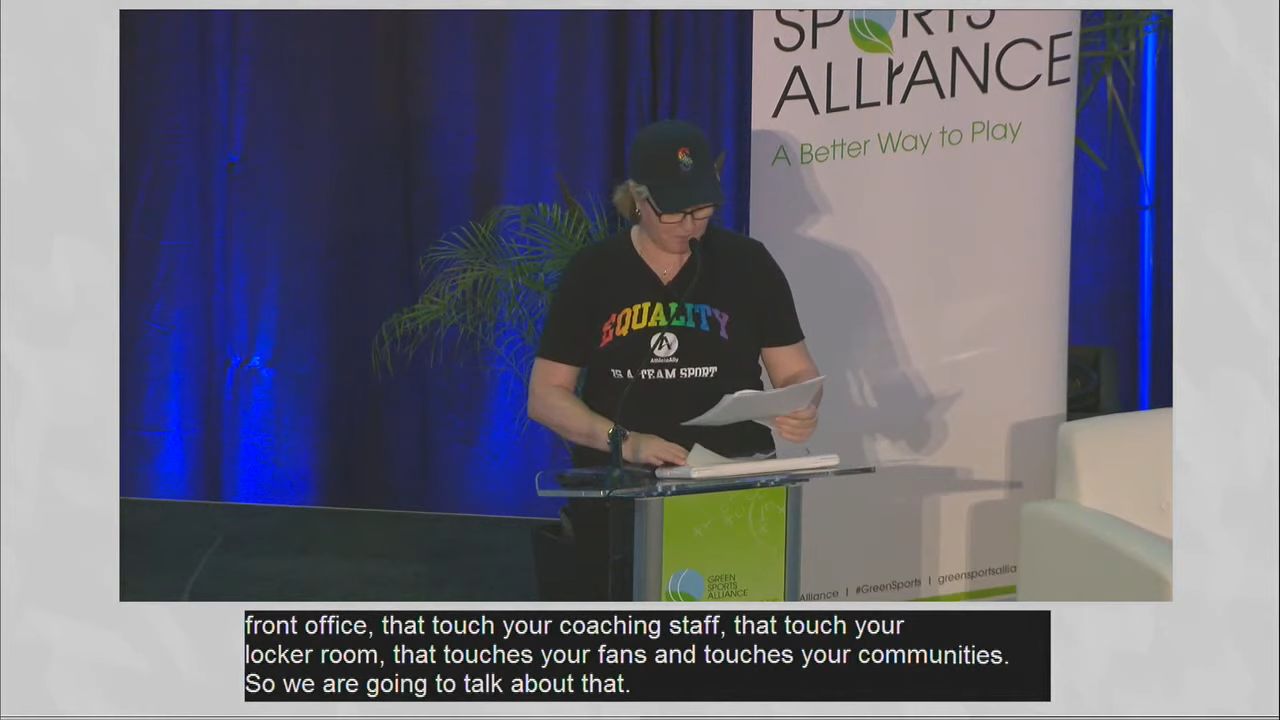 SPORTS
ALLIANCE
A Better Way to Play
EQUALITY
AthleteAlly
IS A TEAM SPORT
GREEN
SPORTS
ALLIANCE
Alliance | #GreenSports | greensportsallia
front office, that touch your coaching staff, that touch your
locker room, that touches your fans and touches your communities.
So we are going to talk about that.